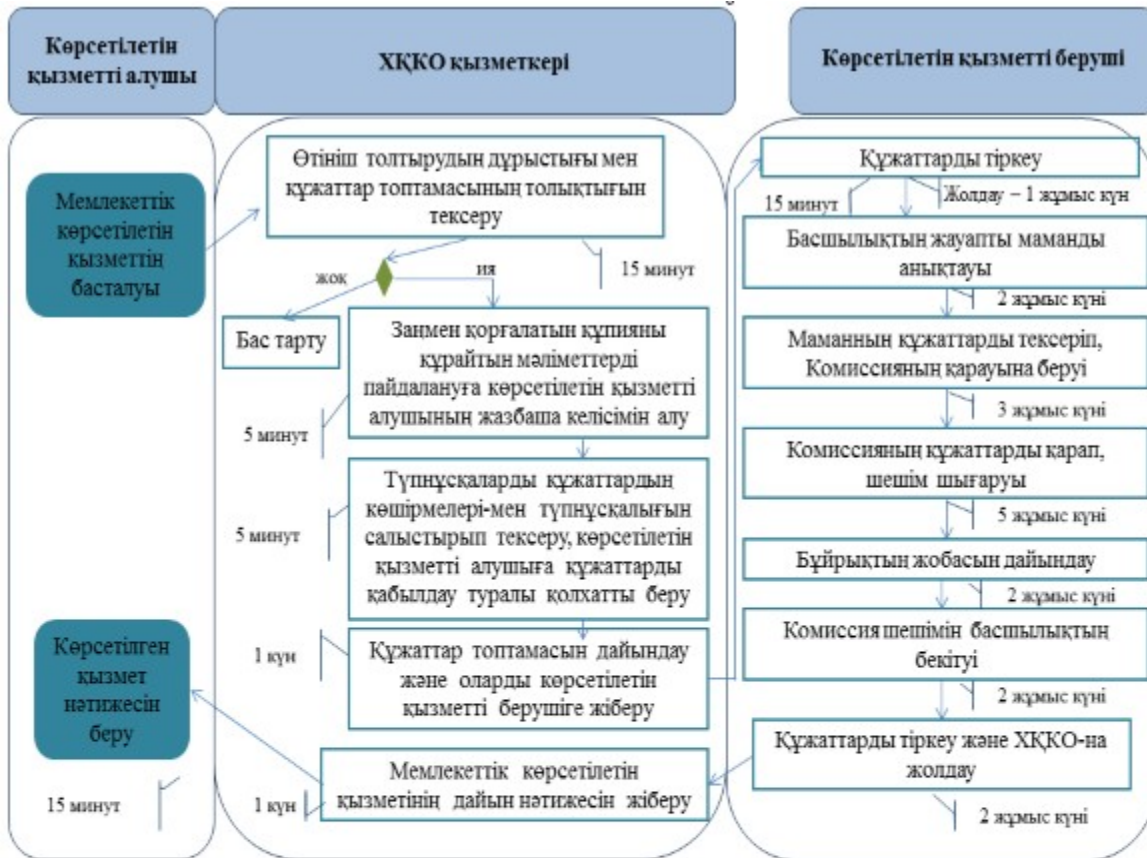 Көрсетілетін
қызметті алушы
ХҚКО қызметкері
Көрсетілетін қызметті беруші
Мемлекеттік
көрсетілетін
қызметтің
басталуы
Өтініш толтырудың дұрыстығы мен
құжаттар топтамасының толықтығын
тексеру
15 минут
жоқ
ия
Бас тарту
Заңмен қорғалатын құпияны
құрайтын мәліметтерді
пайдалануға көрсетілетін қызметті
алушының жазбаша келісімін алу
5 минут
Түпнұсқаларды құжаттардың
көшірмелері-мен түпнұсқалығын
салыстырып тексеру, көрсетілетін
қызметті алушыға құжаттарды
қабылдау туралы қолхатты беру
5 минут
Құжаттар топтамасын дайындау
және оларды көрсетілетін
қызметті берушіге жіберу
1 күн
Құжаттарды тіркеу
15 минут
Жолдау – 1 жұмыс күн
Басшылықтың жауапты маманды
анықтауы
2 жұмыс күні
Маманның құжаттарды тексеріп,
Комиссияның қарауына беруі
3 жұмыс күні
Комиссияның құжаттарды қарап,
шешім шығаруы
5 жұмыс күні
Бұйрықтың жобасын дайындау
2 жұмыс күні
Комиссия шешімін басшылықтың
бекітуі
2 жұмыс күні
Құжаттарды тіркеу және ХҚКО-на
жолдау
2 жұмыс күні
Мемлекеттік көрсетілетін
қызметінің дайын нәтижесін жіберу
1 күн
Көрсетілген
қызмет
нәтижесін
беру
15 минут